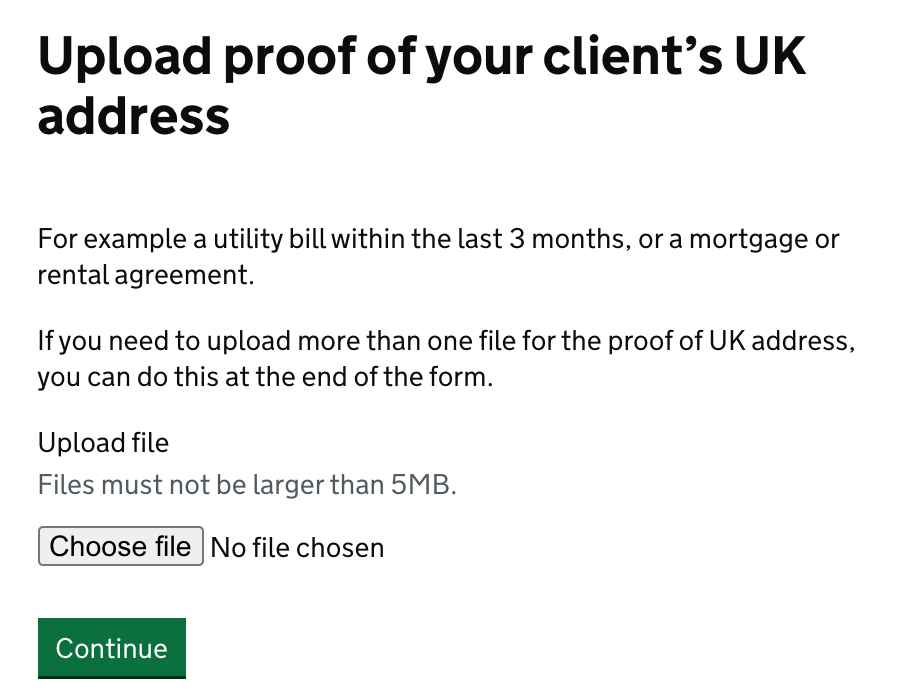 Upload proof of your client’s UK
address
For example a utility bill within the last 3 months, or a mortgage or
rental agreement.
If you need to upload more than one file for the proof of UK address,
you can do this at the end of the form.
Upload file
Files must not be larger than 5MB.
Choose file No file chosen
Continue